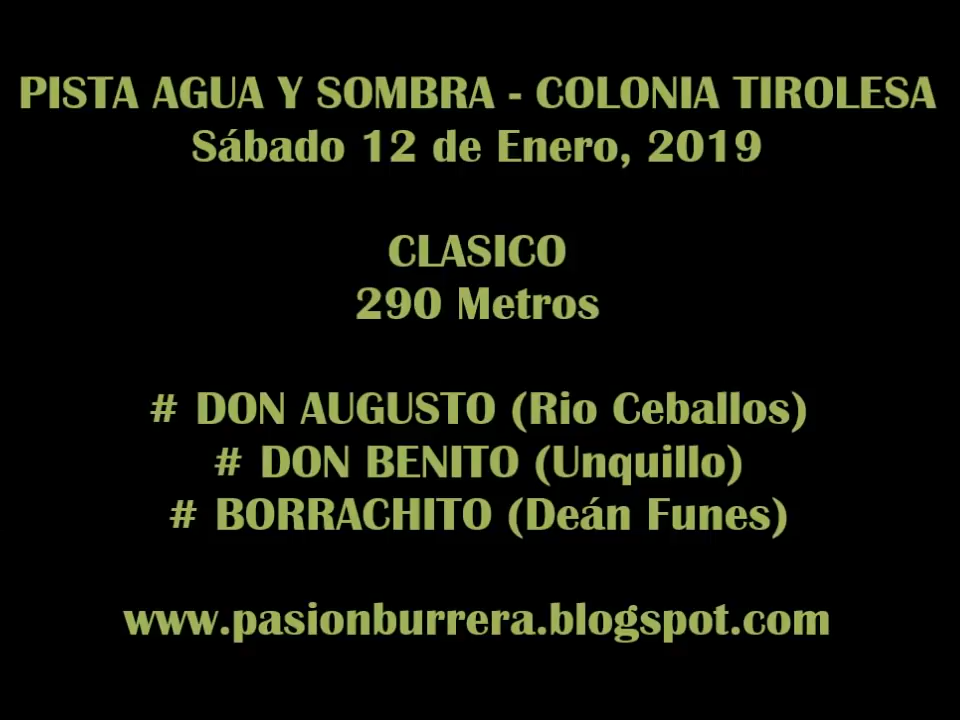 PISTA AGUA Y SOMBRA - COLONIA TIROLESA
Sábado 12 de Enero, 2019
CLASICO
290 Metros
# DON AUGUSTO (Rio Ceballos)
# DON BENITO (Unquillo)
# BORRACHITO (Deán Funes)
www.pasionburrera.blogspot.com